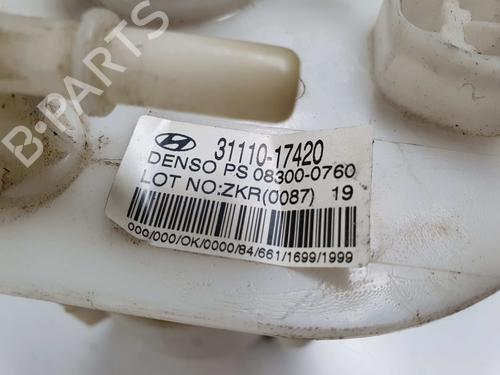 B-PARTS
31110-17420
DENSO PS 08300-0760
LOT NO:ZKR(0087) 19
000/000/OK/0000/84/661/1699/1999
B-PARTS